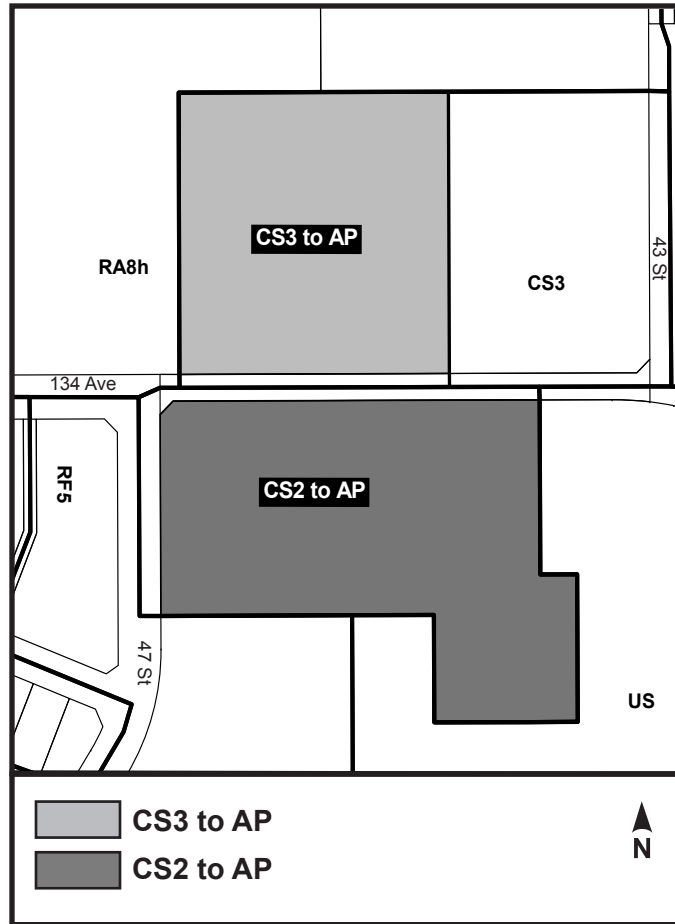 CS3 to AP
43 St
RA8h
CS3
134 Ave
RF5
CS2 to AP
47 St
US
CS3 to AP
CS2 to AP
N